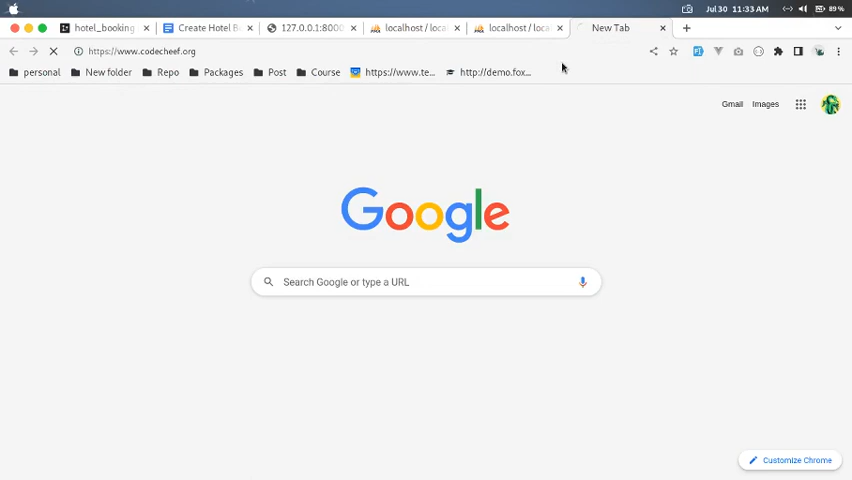 Jul 30 11:33 AM 89 %
hotel_booking Create Hotel B 127.0.0.1:8000 localhost / loca localhost / loca New Tab
https://www.codecheef.org
personal New folder Repo Packages Post Course https://www.te... http://demo.fox...
Gmail Images
Google
Search Google or type a URL
Customize Chrome